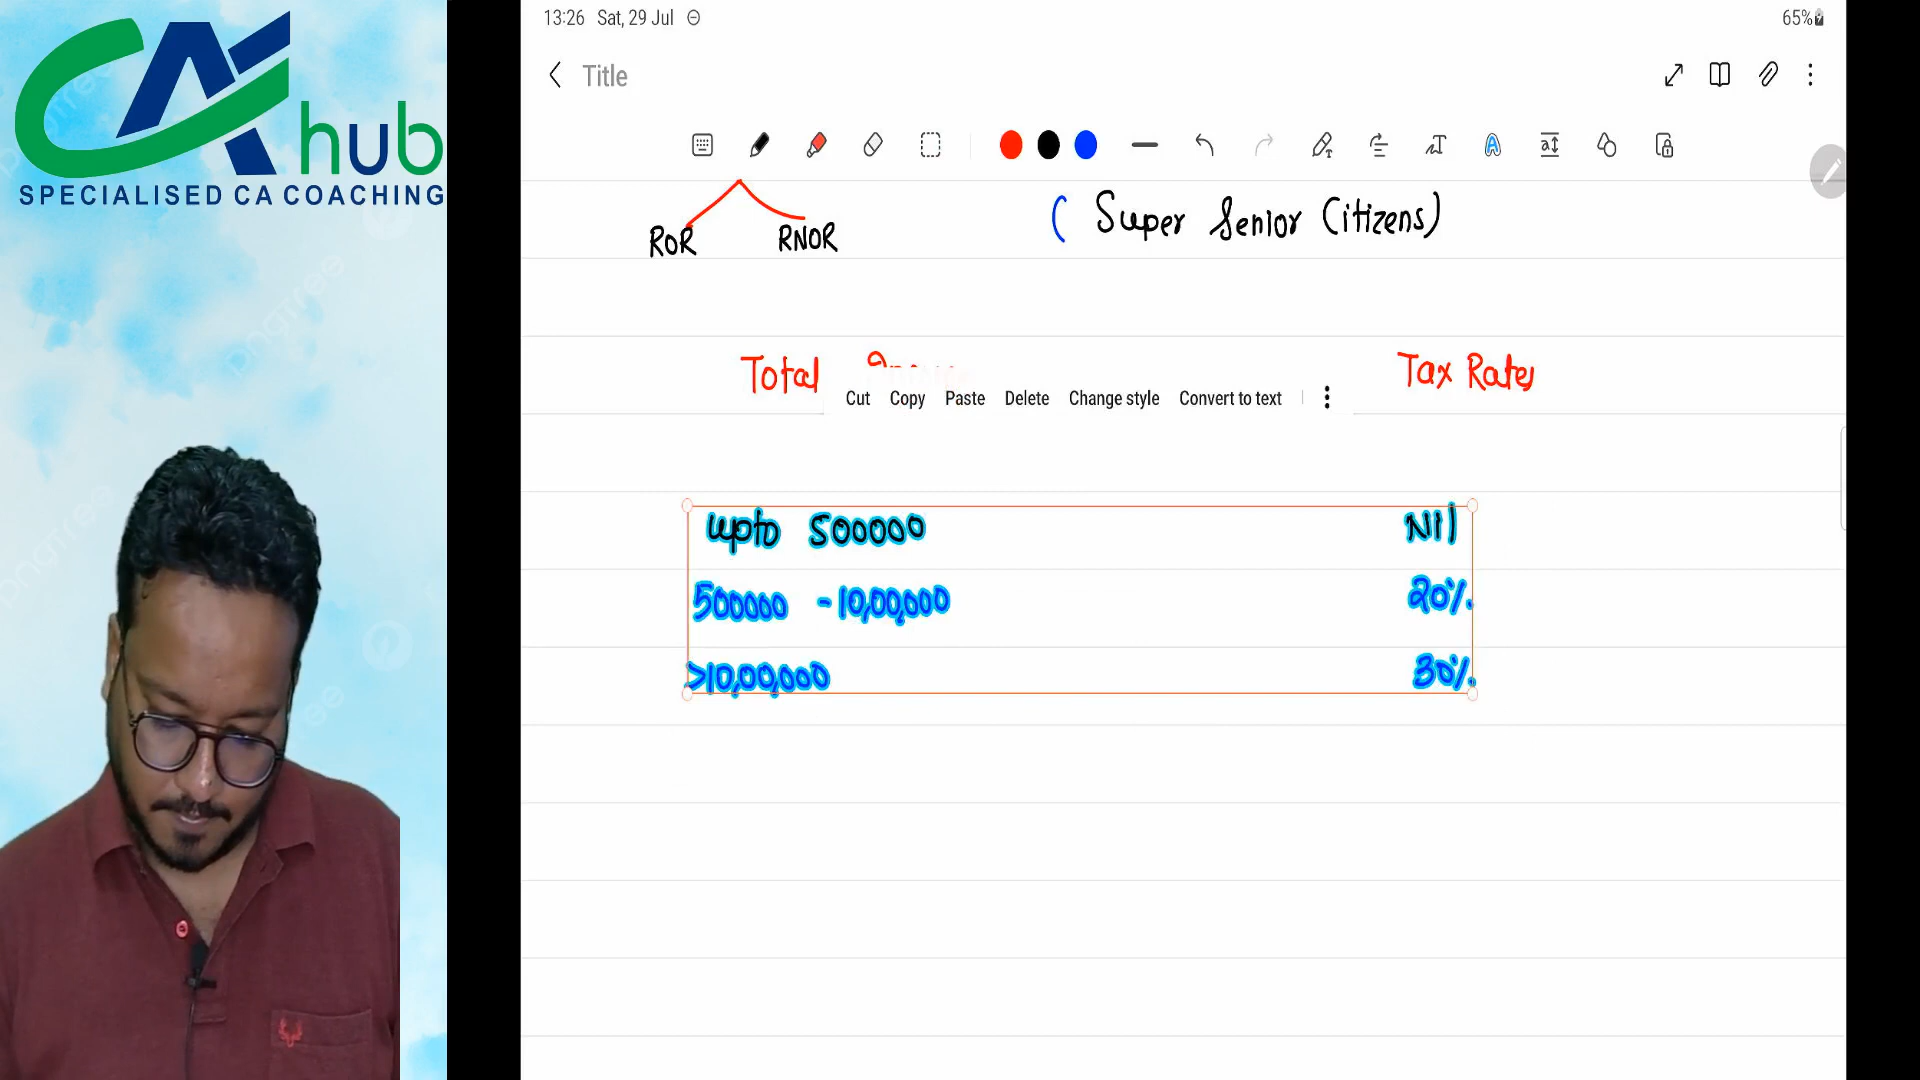 CA hub
SPECIALISED CA COACHING
13:26 Sat, 29 Jul
65%
Title
ROR RNOR
( Super Senior Citizens)
Total Tax Rates
Cut Copy Paste Delete Change style Convert to text
upto 500000 Nil
500000 - 10,00,000 20%
>10,00,000 30%